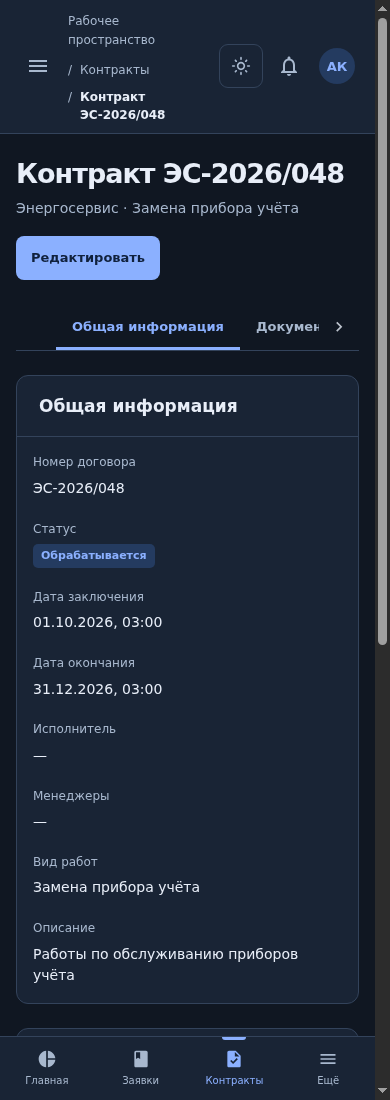 Рабочее
пространство
/ Контракты
/ Контракт
ЭС-2026/048
АК
Контракт ЭС-2026/048
Энергосервис · Замена прибора учёта
Редактировать
Общая информация
Докумен
Общая информация
Номер договора
ЭС-2026/048
Статус
Обрабатывается
Дата заключения
01.10.2026, 03:00
Дата окончания
31.12.2026, 03:00
Исполнитель
—
Менеджеры
—
Вид работ
Замена прибора учёта
Описание
Работы по обслуживанию приборов
учёта
Главная
Заявки
Контракты
Ещё